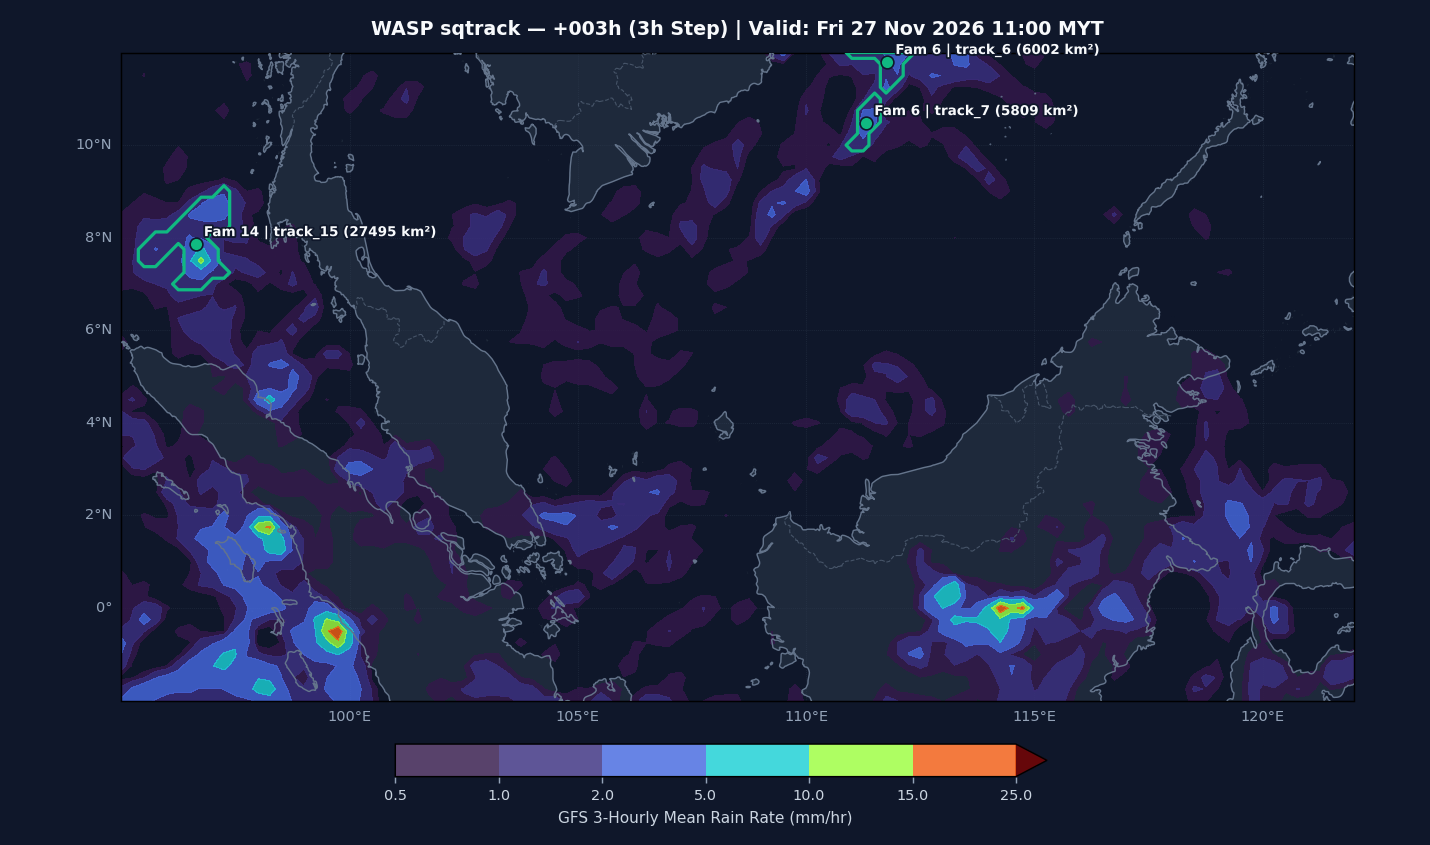 WASP sqtrack — +003h (3h Step) | Valid: Fri 27 Nov 2026 11:00 MYT
Fam 6 | track_6 (6002 km²)
Fam 6 | track_7 (5809 km²)
Fam 14 | track_15 (27495 km²)
10°N
8°N
6°N
4°N
2°N
0°
100°E 105°E 110°E 115°E 120°E
0.5 1.0 2.0 5.0 10.0 15.0 25.0
GFS 3-Hourly Mean Rain Rate (mm/hr)